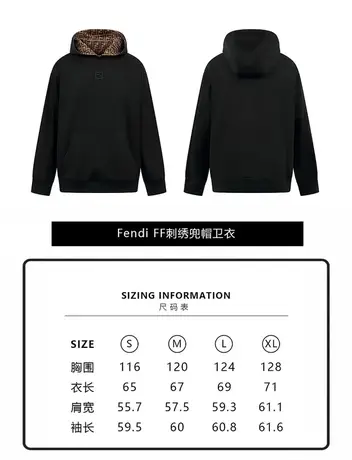 Fendi FF刺绣兜帽卫衣
SIZING INFORMATION
尺码表
SIZE S M L XL
胸围 116 120 124 128
衣长 65 67 69 71
肩宽 55.7 57.5 59.3 61.1
袖长 59.5 60 60.8 61.6